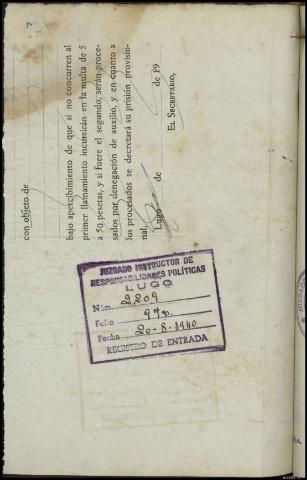 con objeto de
bajo apercibimiento de que si no concurren al
primer llamamiento incurrirán en la multa de 5
a 50 pesetas, y si fuere el segundo, serán proce-
sados por denegación de auxilio, y en cuanto a
los procesados se decretará su prisión provisio-
nal.
Lugo de de 19
EL SECRETARIO,
JUZGADO INSTRUCTOR DE
RESPONSABILIDADES POLÍTICAS
LUGO
Núm. 2209
Folio 97
Fecha 20-8-1940
REGISTRO DE ENTRADA